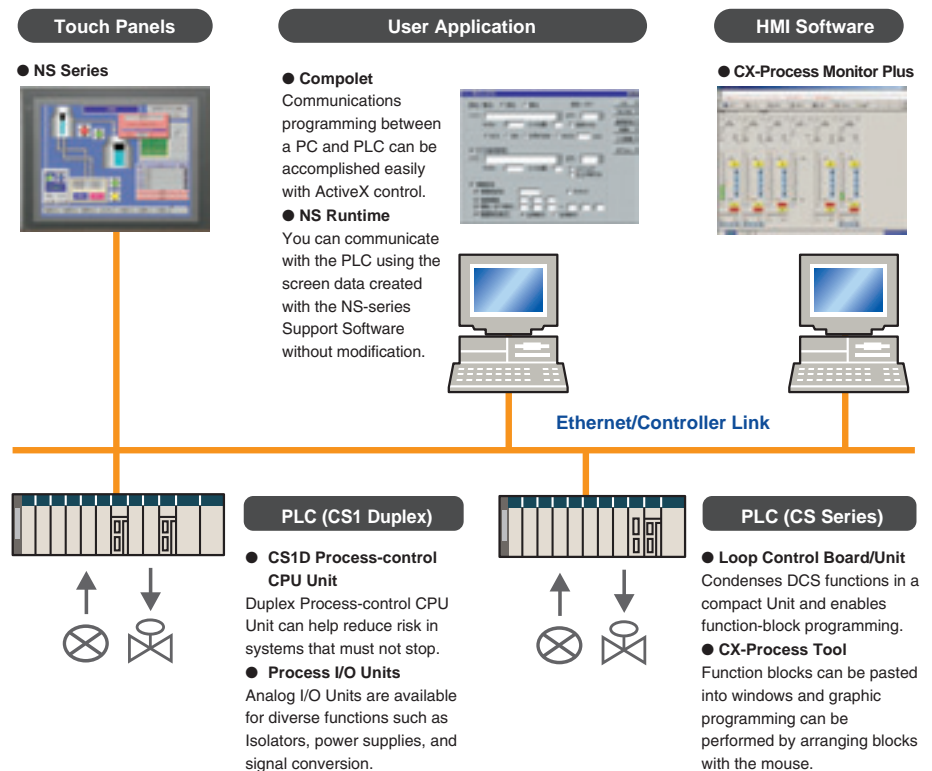 Touch Panels
User Application
HMI Software
● NS Series
● Compolet
Communications
programming between
a PC and PLC can be
accomplished easily
with ActiveX control.
● NS Runtime
You can communicate
with the PLC using the
screen data created
with the NS-series
Support Software
without modification.
● CX-Process Monitor Plus
Ethernet/Controller Link
PLC (CS1 Duplex)
● CS1D Process-control
CPU Unit
Duplex Process-control CPU
Unit can help reduce risk in
systems that must not stop.
● Process I/O Units
Analog I/O Units are available
for diverse functions such as
Isolators, power supplies, and
signal conversion.
PLC (CS Series)
● Loop Control Board/Unit
Condenses DCS functions in a
compact Unit and enables
function-block programming.
● CX-Process Tool
Function blocks can be pasted
into windows and graphic
programming can be
performed by arranging blocks
with the mouse.